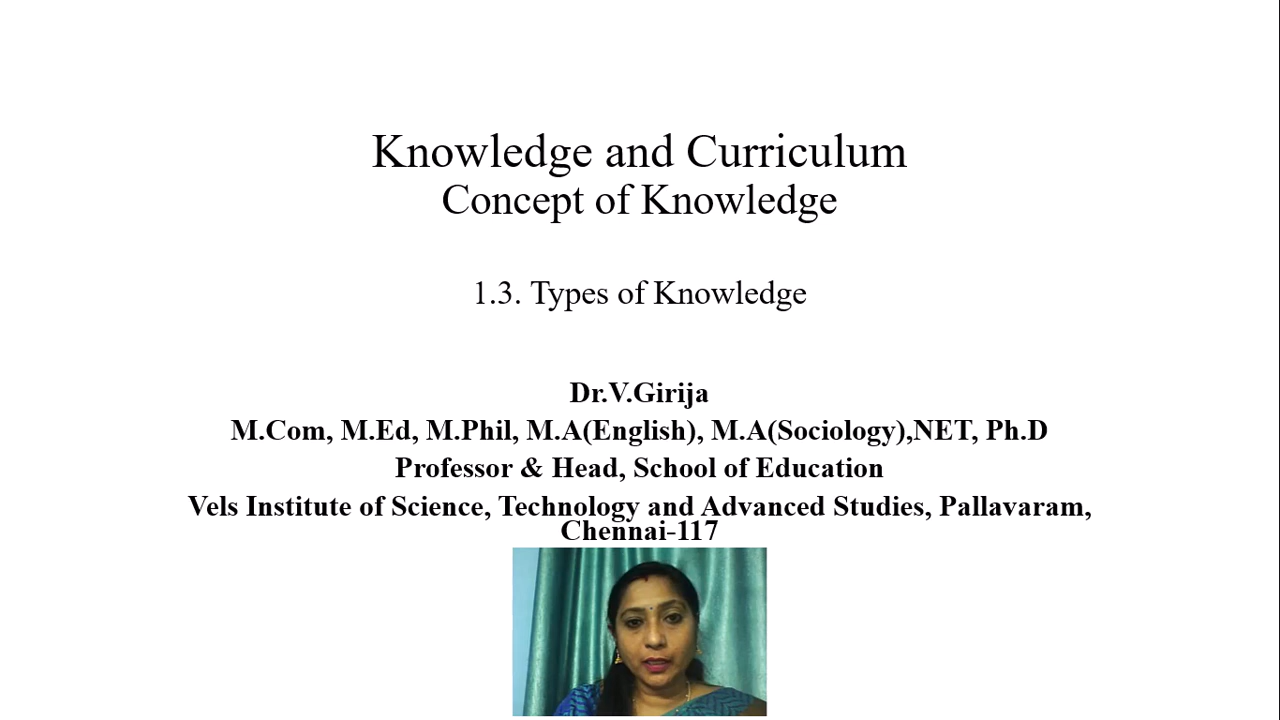 Knowledge and Curriculum
Concept of Knowledge
1.3. Types of Knowledge
Dr.V.Girija
M.Com, M.Ed, M.Phil, M.A(English), M.A(Sociology),NET, Ph.D
Professor & Head, School of Education
Vels Institute of Science, Technology and Advanced Studies, Pallavaram,
Chennai-117